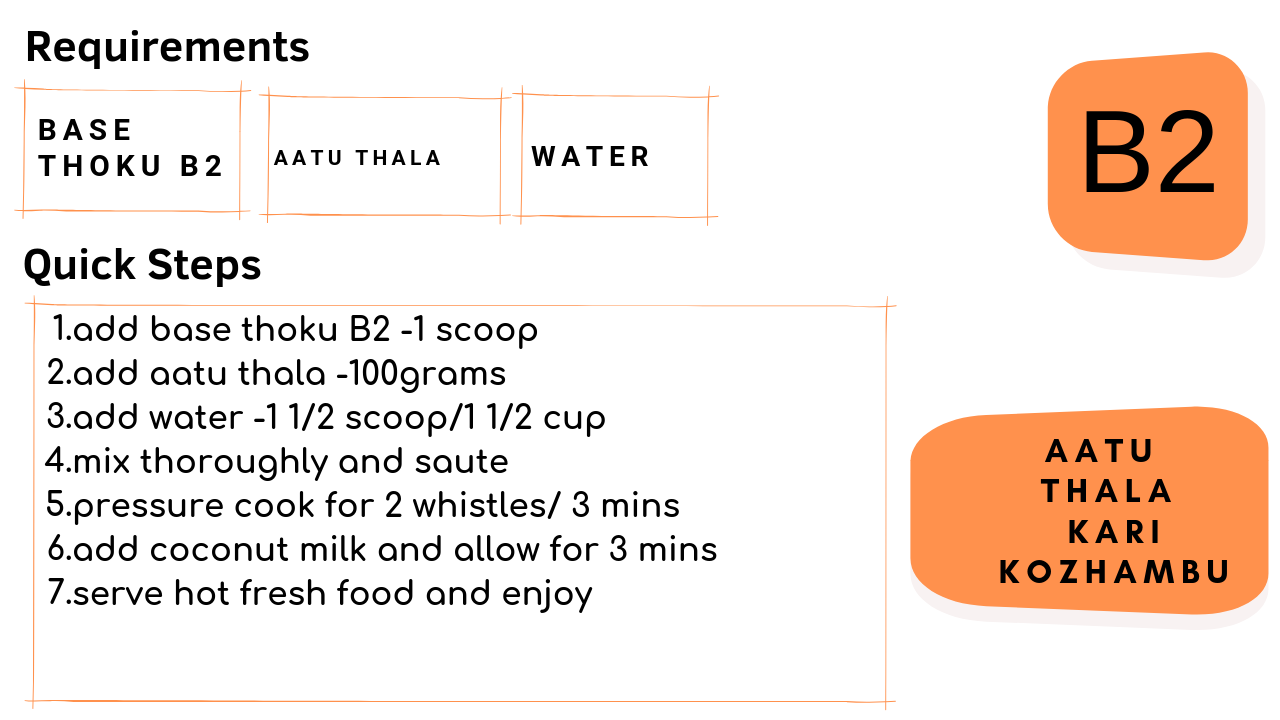 Requirements
BASE
THOKU B2
AATU THALA
WATER
B2
Quick Steps
1.add base thoku B2 -1 scoop
2.add aatu thala -100grams
3.add water -1 1/2 scoop/1 1/2 cup
4.mix thoroughly and saute
5.pressure cook for 2 whistles/ 3 mins
6.add coconut milk and allow for 3 mins
7.serve hot fresh food and enjoy
AATU
THALA
KARI
KOZHAMBU